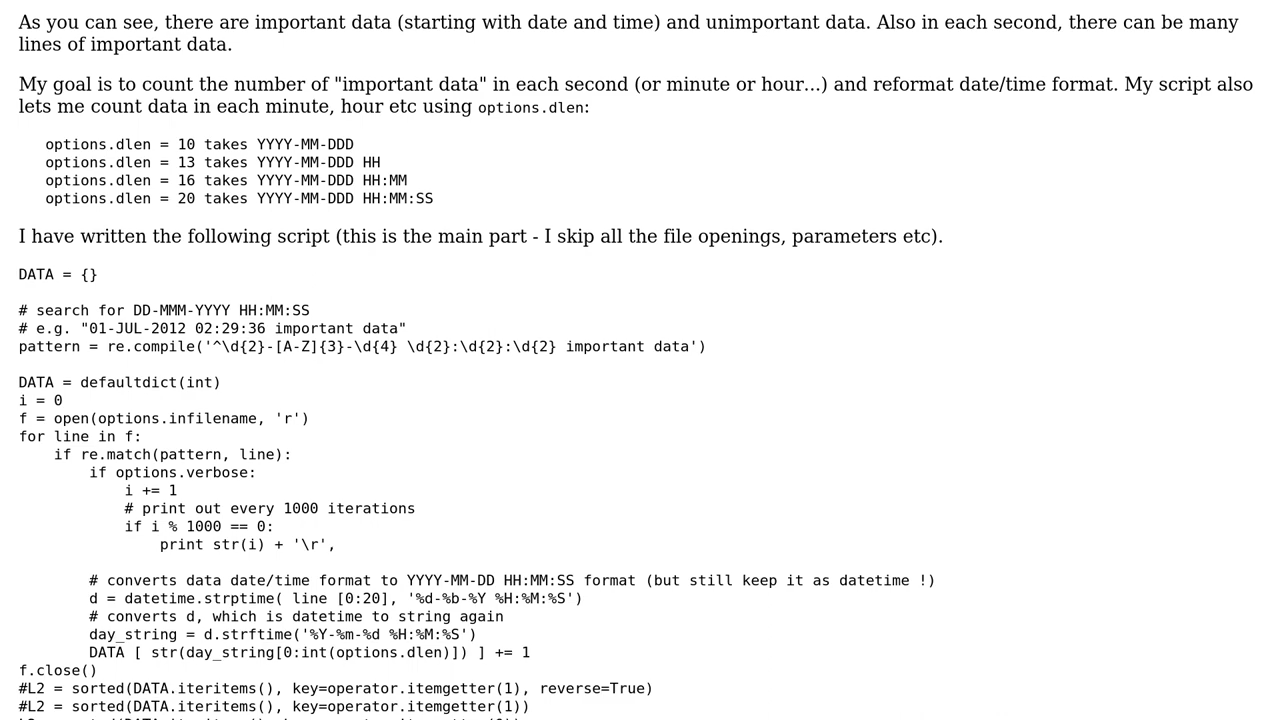 As you can see, there are important data (starting with date and time) and unimportant data. Also in each second, there can be many
lines of important data.
My goal is to count the number of "important data" in each second (or minute or hour...) and reformat date/time format. My script also
lets me count data in each minute, hour etc using options.dlen:
options.dlen = 10 takes YYYY-MM-DDD
options.dlen = 13 takes YYYY-MM-DDD HH
options.dlen = 16 takes YYYY-MM-DDD HH:MM
options.dlen = 20 takes YYYY-MM-DDD HH:MM:SS
I have written the following script (this is the main part - I skip all the file openings, parameters etc).
DATA = {}
# search for DD-MMM-YYYY HH:MM:SS
# e.g. "01-JUL-2012 02:29:36 important data"
pattern = re.compile('^\d{2}-[A-Z]{3}-\d{4} \d{2}:\d{2}:\d{2} important data')
DATA = defaultdict(int)
i = 0
f = open(options.infilename, 'r')
for line in f:
    if re.match(pattern, line):
        if options.verbose:
            i += 1
            # print out every 1000 iterations
            if i % 1000 == 0:
                print str(i) + '\r',
        # converts data date/time format to YYYY-MM-DD HH:MM:SS format (but still keep it as datetime !)
        d = datetime.strptime( line [0:20], '%d-%b-%Y %H:%M:%S')
        # converts d, which is datetime to string again
        day_string = d.strftime('%Y-%m-%d %H:%M:%S')
        DATA [ str(day_string[0:int(options.dlen)]) ] += 1
f.close()
#L2 = sorted(DATA.iteritems(), key=operator.itemgetter(1), reverse=True)
#L2 = sorted(DATA.iteritems(), key=operator.itemgetter(1))